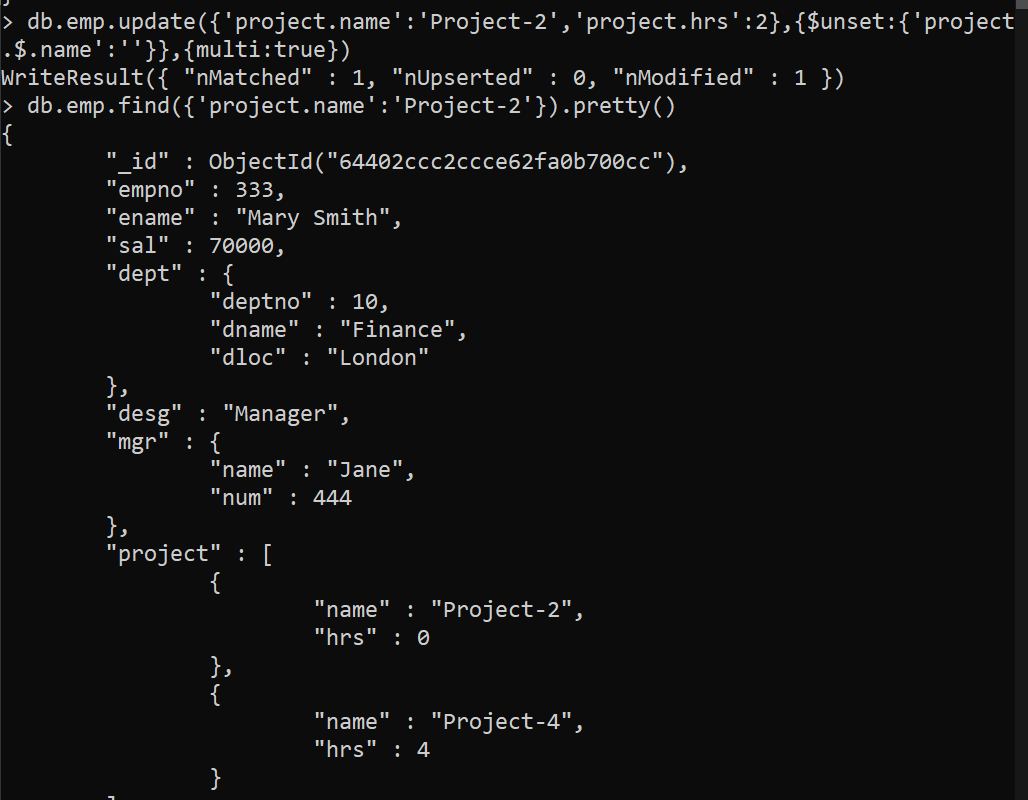 > db.emp.update({'project.name':'Project-2','project.hrs':2},{$unset:{'project
.$.name':''}},{multi:true})
WriteResult({ "nMatched" : 1, "nUpserted" : 0, "nModified" : 1 })
> db.emp.find({'project.name':'Project-2'}).pretty()
{
        "_id" : ObjectId("64402ccc2ccce62fa0b700cc"),
        "empno" : 333,
        "ename" : "Mary Smith",
        "sal" : 70000,
        "dept" : {
                "deptno" : 10,
                "dname" : "Finance",
                "dloc" : "London"
        },
        "desg" : "Manager",
        "mgr" : {
                "name" : "Jane",
                "num" : 444
        },
        "project" : [
                {
                        "name" : "Project-2",
                        "hrs" : 0
                },
                {
                        "name" : "Project-4",
                        "hrs" : 4
                }